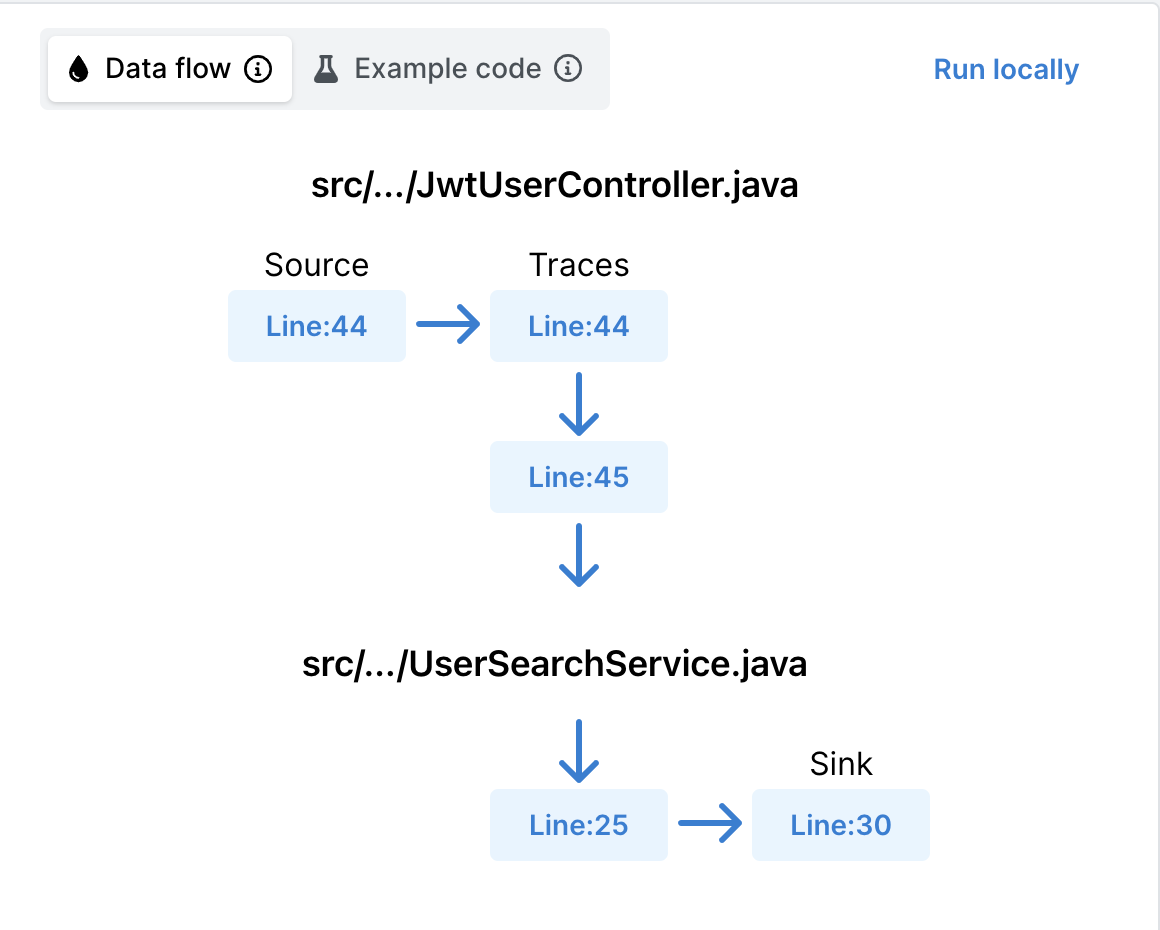 Data flow Example code Run locally
src/.../JwtUserController.java
Source Traces
Line:44 Line:44
Line:45
src/.../UserSearchService.java
Sink
Line:25 Line:30